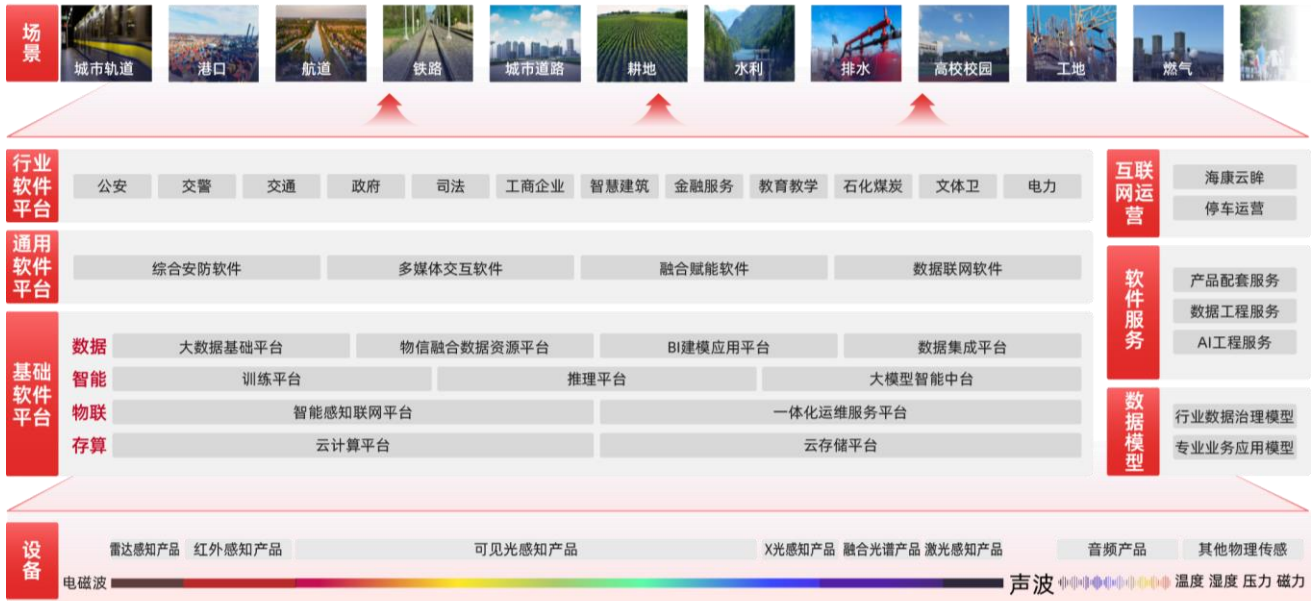 场景
城市轨道
港口
航道
铁路
城市道路
耕地
水利
排水
高校校园
工地
燃气
行业软件平台
公安 交警 交通 政府 司法 工商企业 智慧建筑 金融服务 教育教学 石化煤炭 文体卫 电力
通用软件平台
综合安防软件 多媒体交互软件 融合赋能软件 数据联网软件
基础软件平台
数据 大数据基础平台 物信融合数据资源平台 BI建模应用平台 数据集成平台
智能 训练平台 推理平台 大模型智能中台
物联 智能感知联网平台 一体化运维服务平台
存算 云计算平台 云存储平台
互联网运营
海康云眸
停车运营
软件服务
产品配套服务
数据工程服务
AI工程服务
数据模型
行业数据治理模型
专业业务应用模型
设备
雷达感知产品 红外感知产品 可见光感知产品 X光感知产品 融合光谱产品 激光感知产品 音频产品 其他物理传感
电磁波 声波 温度 湿度 压力 磁力